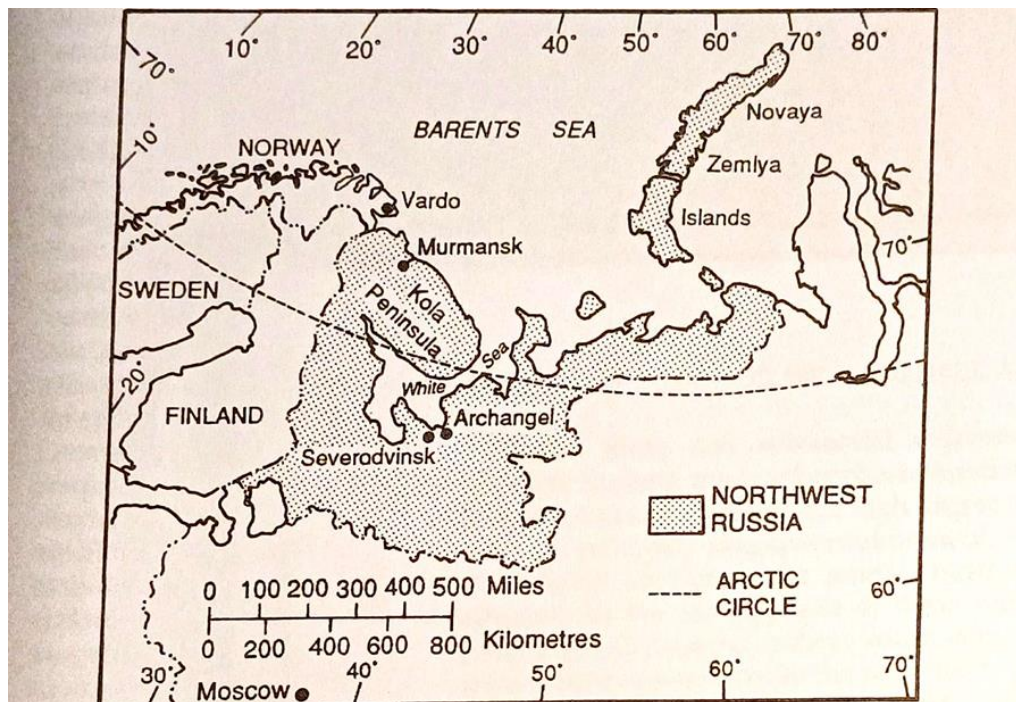 10° 20° 30° 50° 60° 70° 80°
70°
BARENTS SEA
Novaya
10°
NORWAY
Zemlya
Vardo
Islands
Murmansk
70°
Kola
Peninsula
SWEDEN
Sea
20°
White
FINLAND
Archangel
Severodvinsk
NORTHWEST
RUSSIA
0 100 200 300 400 500 Miles
ARCTIC
CIRCLE
60°
0 200 400 600 800 Kilometres
30° 40° 50° 60° 70°
Moscow